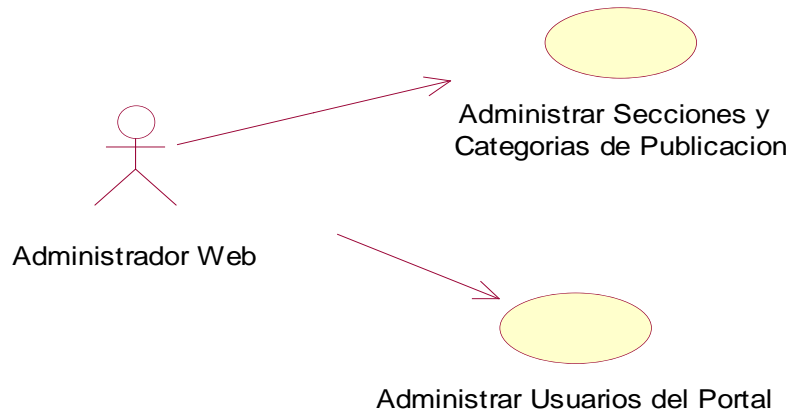 Administrar Secciones y
Categorias de Publicacion
Administrador Web
Administrar Usuarios del Portal